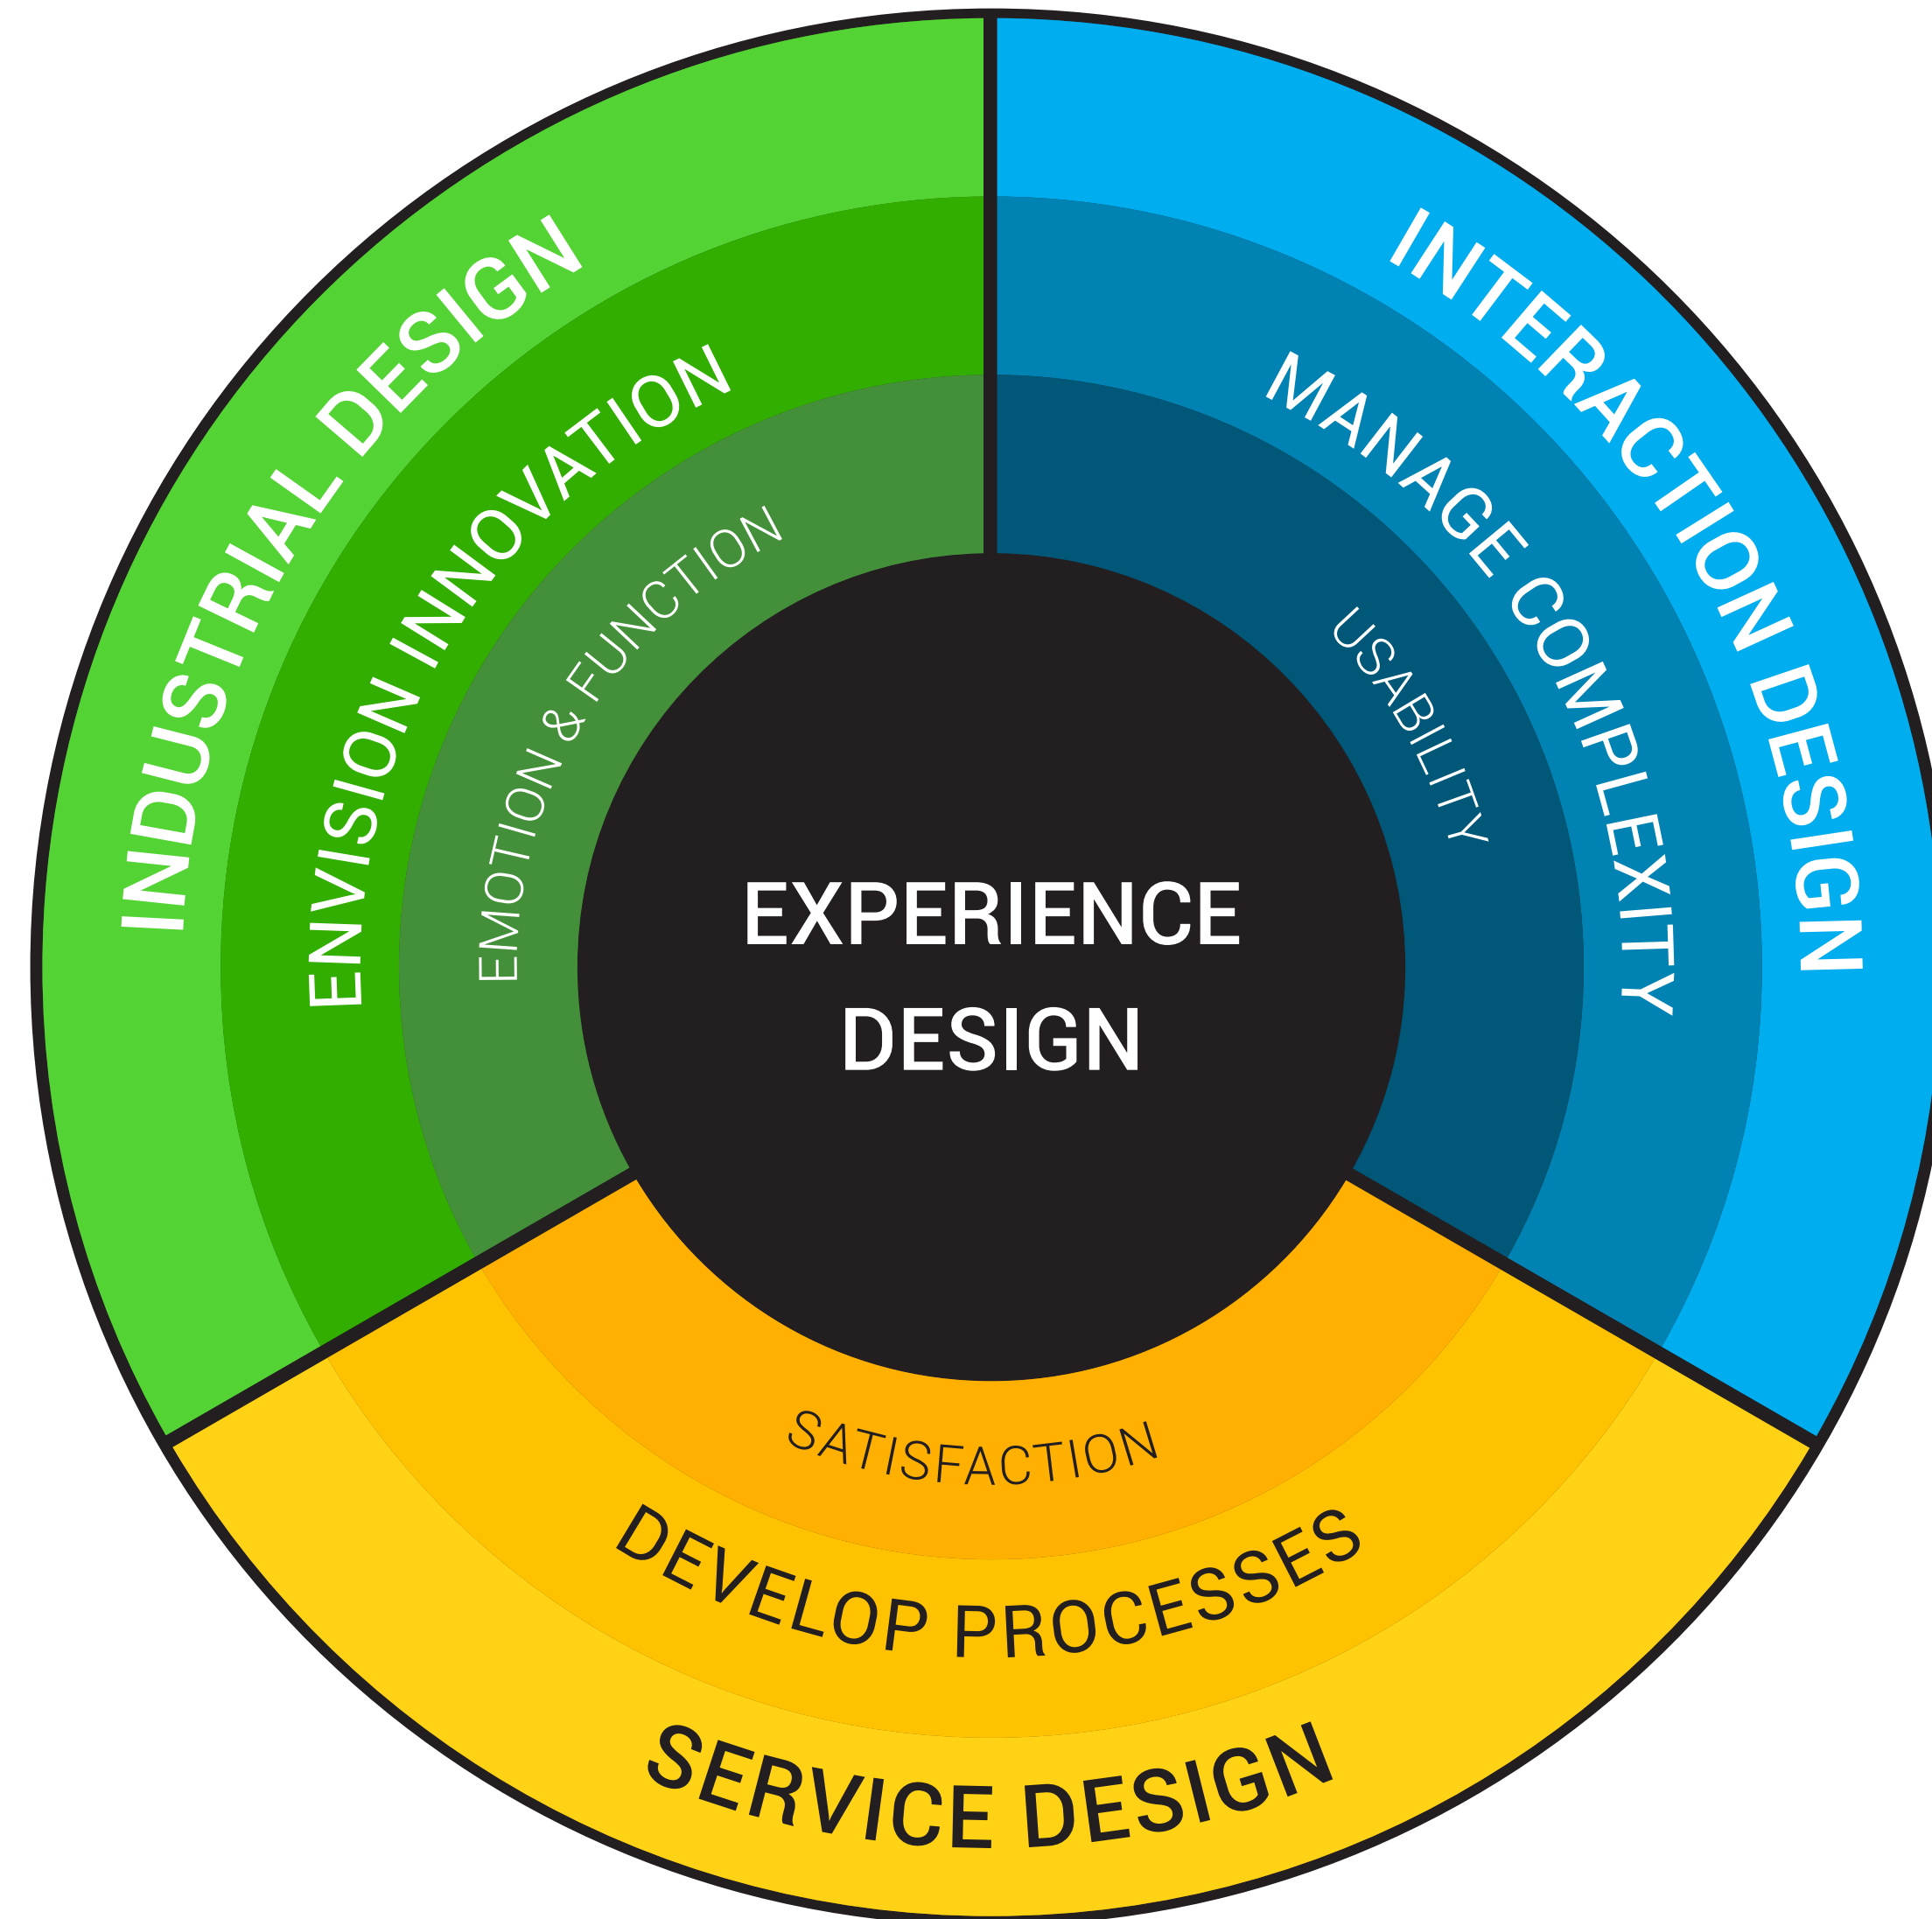 INDUSTRIAL DESIGN
ENVISION INNOVATION
EMOTION & FUNCTION
INTERACTION DESIGN
MANAGE COMPLEXITY
USABILITY
EXPERIENCE
DESIGN
SATISFACTION
DEVELOP PROCESSES
SERVICE DESIGN